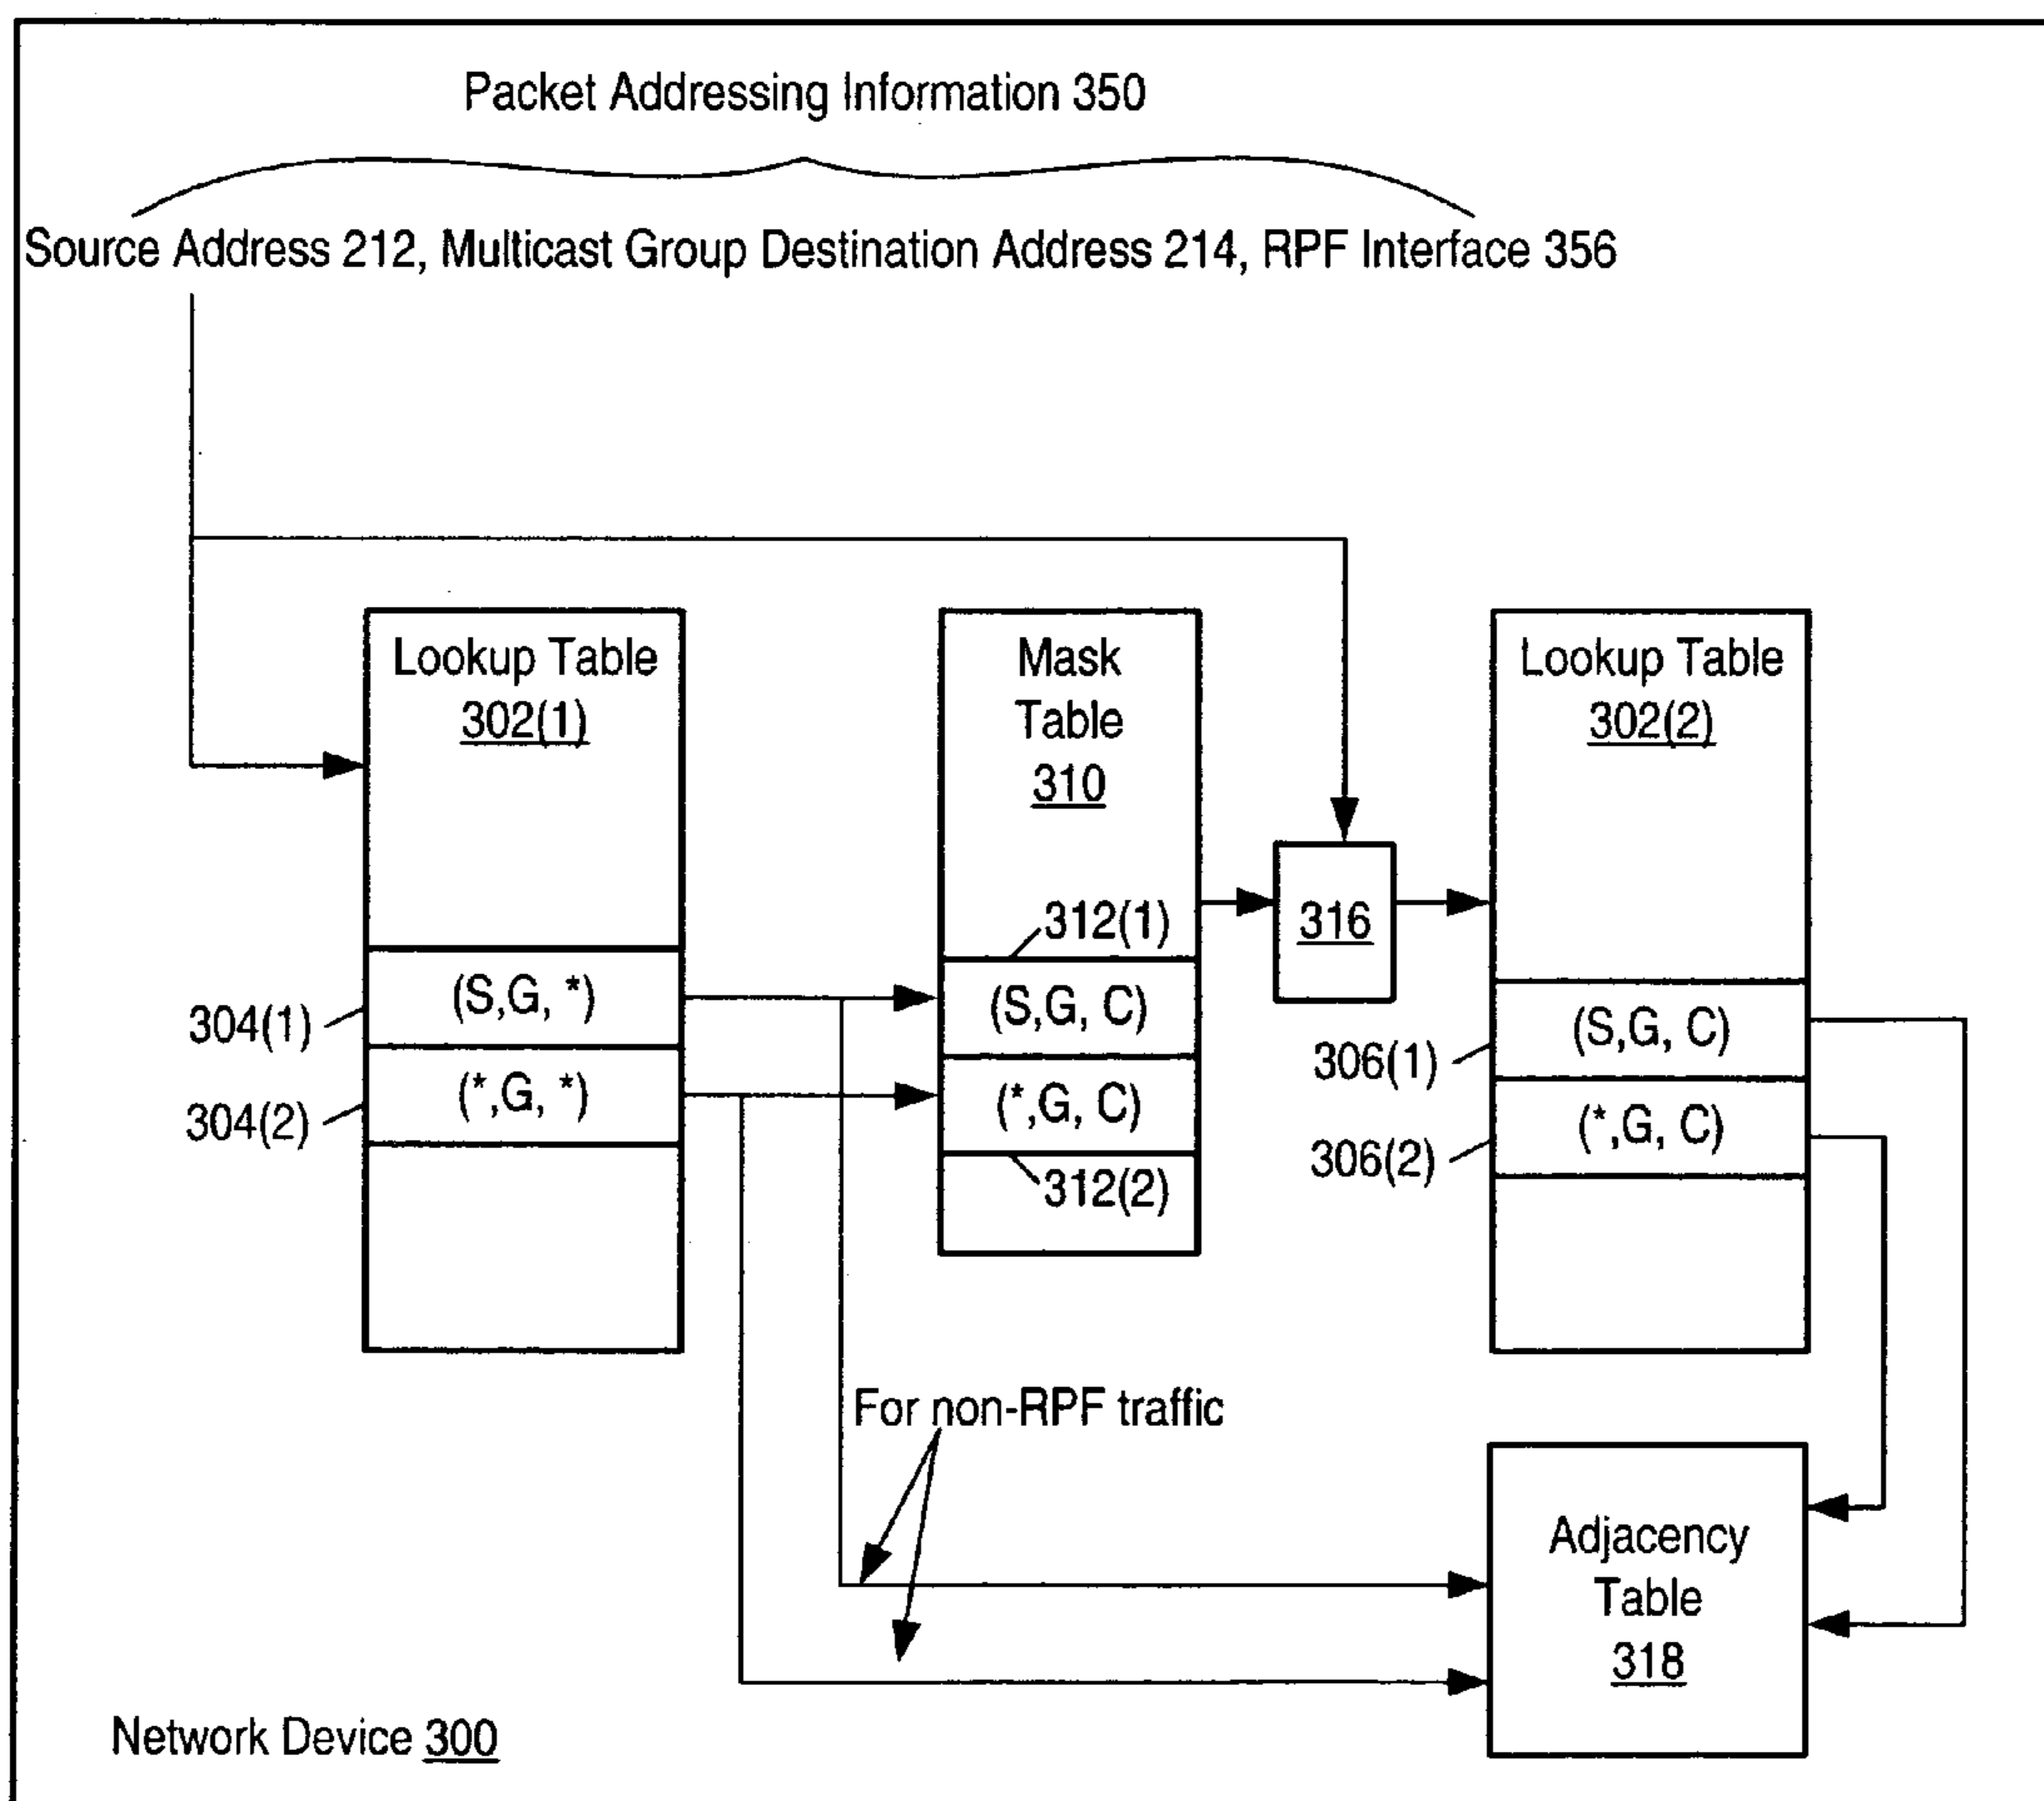 Packet Addressing Information 350
Source Address 212, Multicast Group Destination Address 214, RPF Interface 356
Lookup Table
302(1)
Mask
Table
310
Lookup Table
302(2)
316
312(1)
(S,G, *)
304(1)
(*,G, *)
304(2)
(S,G, C)
(*,G, C)
312(2)
(S,G, C)
306(1)
(*,G, C)
306(2)
For non-RPF traffic
Adjacency
Table
318
Network Device 300